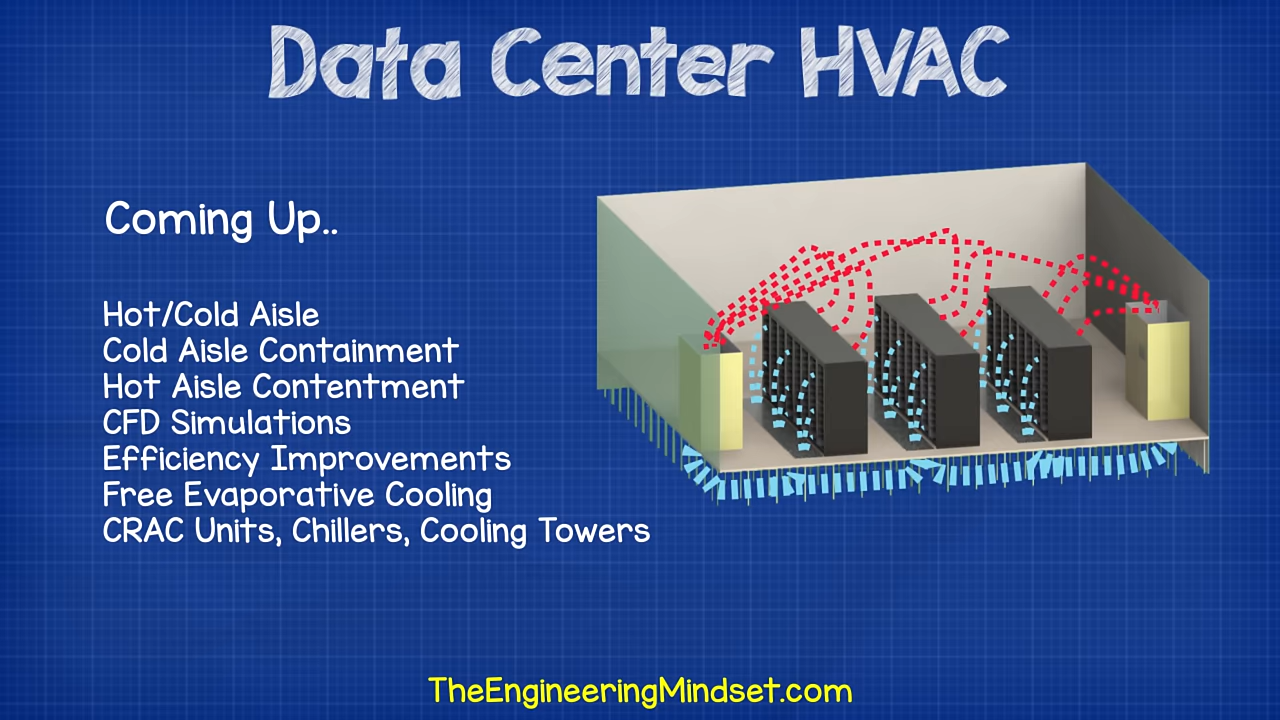 Data Center HVAC
Coming Up..
Hot/Cold Aisle
Cold Aisle Containment
Hot Aisle Contentment
CFD Simulations
Efficiency Improvements
Free Evaporative Cooling
CRAC Units, Chillers, Cooling Towers
TheEngineeringMindset.com